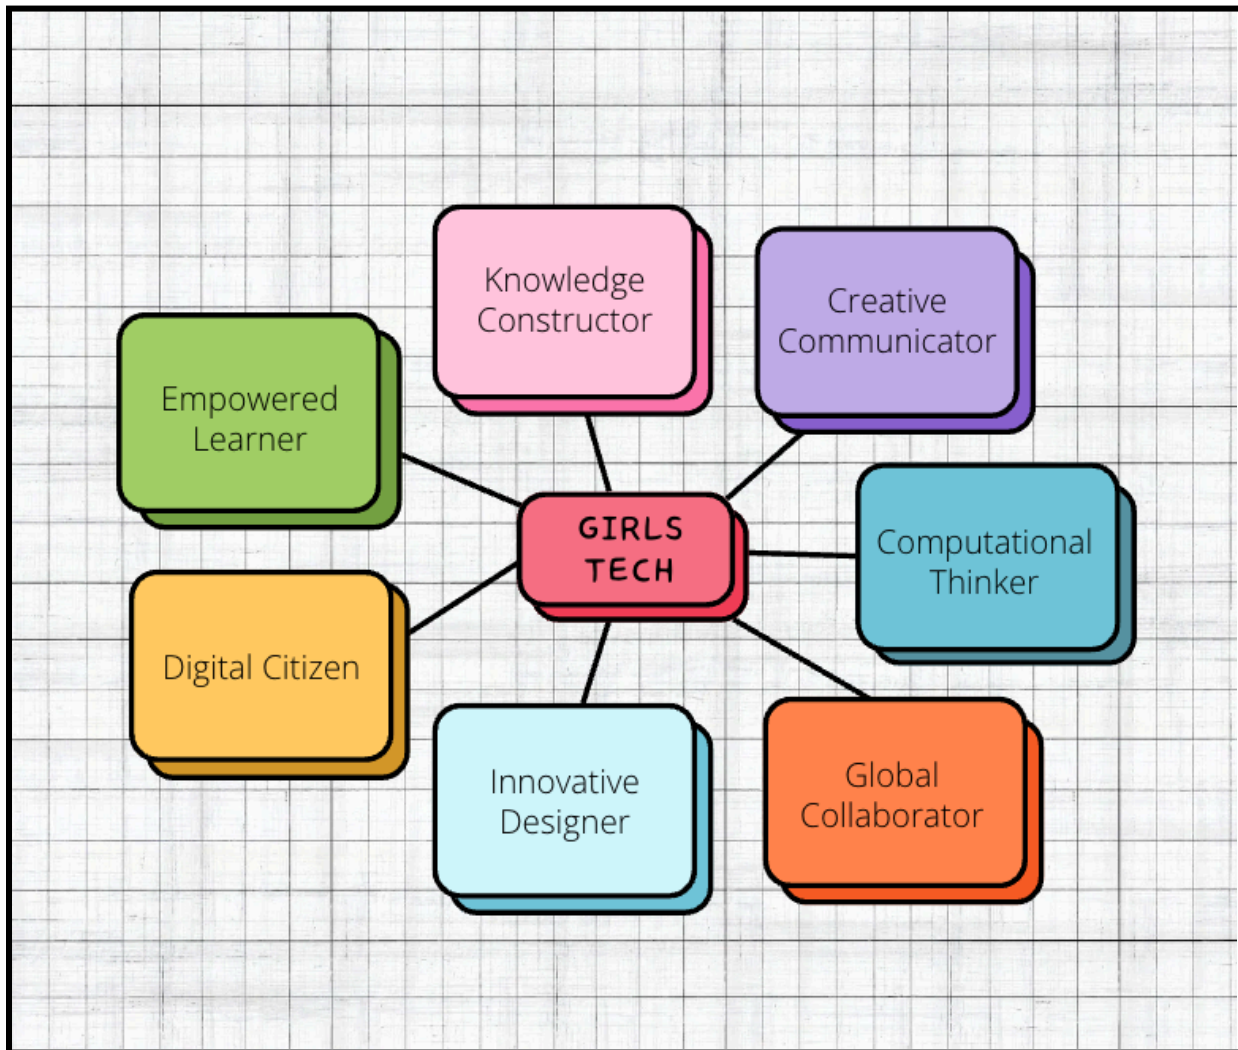 Knowledge
Constructor
Creative
Communicator
Empowered
Learner
GIRLS
TECH
Computational
Thinker
Digital Citizen
Innovative
Designer
Global
Collaborator